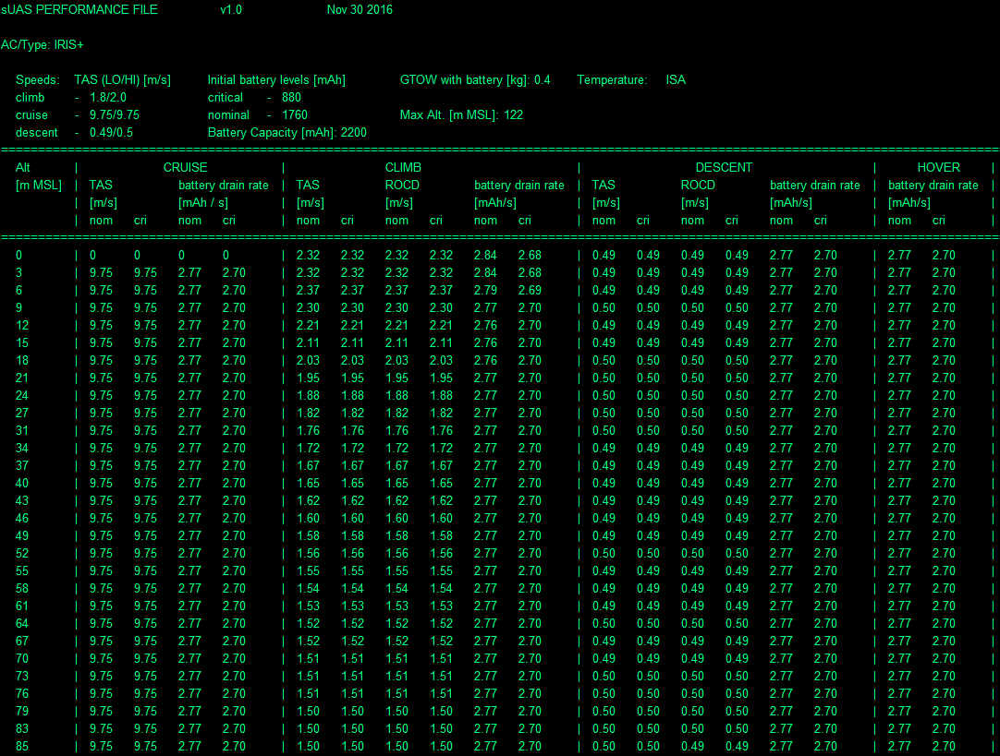 sUAS PERFORMANCE FILE v1.0 Nov 30 2016
AC/Type: IRIS+
Speeds: TAS (LO/HI) [m/s] Initial battery levels [mAh] GTOW with battery [kg]: 0.4 Temperature: ISA
climb - 1.8/2.0 critical - 880
cruise - 9.75/9.75 nominal - 1760 Max Alt. [m MSL]: 122
descent - 0.49/0.5 Battery Capacity [mAh]: 2200
================================================================================
Alt | CRUISE | CLIMB | DESCENT | HOVER |
[m MSL] | TAS battery drain rate | TAS ROCD battery drain rate | TAS ROCD battery drain rate | battery drain rate |
| [m/s] [mAh / s] | [m/s] [m/s] [mAh/s] | [m/s] [m/s] [mAh/s] | [mAh/s] |
| nom cri nom cri | nom cri nom cri nom cri | nom cri nom cri nom cri | nom cri |
================================================================================
0 | 0 0 0 0 | 2.32 2.32 2.32 2.32 2.84 2.68 | 0.49 0.49 0.49 0.49 2.77 2.70 | 2.77 2.70 |
3 | 9.75 9.75 2.77 2.70 | 2.32 2.32 2.32 2.32 2.84 2.68 | 0.49 0.49 0.49 0.49 2.77 2.70 | 2.77 2.70 |
6 | 9.75 9.75 2.77 2.70 | 2.37 2.37 2.37 2.37 2.79 2.69 | 0.49 0.49 0.49 0.49 2.77 2.70 | 2.77 2.70 |
9 | 9.75 9.75 2.77 2.70 | 2.30 2.30 2.30 2.30 2.77 2.70 | 0.50 0.50 0.50 0.50 2.77 2.70 | 2.77 2.70 |
12 | 9.75 9.75 2.77 2.70 | 2.21 2.21 2.21 2.21 2.76 2.70 | 0.49 0.49 0.49 0.49 2.77 2.70 | 2.77 2.70 |
15 | 9.75 9.75 2.77 2.70 | 2.11 2.11 2.11 2.11 2.76 2.70 | 0.49 0.49 0.49 0.49 2.77 2.70 | 2.77 2.70 |
18 | 9.75 9.75 2.77 2.70 | 2.03 2.03 2.03 2.03 2.76 2.70 | 0.50 0.50 0.50 0.50 2.77 2.70 | 2.77 2.70 |
21 | 9.75 9.75 2.77 2.70 | 1.95 1.95 1.95 1.95 2.77 2.70 | 0.50 0.50 0.50 0.50 2.77 2.70 | 2.77 2.70 |
24 | 9.75 9.75 2.77 2.70 | 1.88 1.88 1.88 1.88 2.77 2.70 | 0.50 0.50 0.50 0.50 2.77 2.70 | 2.77 2.70 |
27 | 9.75 9.75 2.77 2.70 | 1.82 1.82 1.82 1.82 2.77 2.70 | 0.50 0.50 0.50 0.50 2.77 2.70 | 2.77 2.70 |
31 | 9.75 9.75 2.77 2.70 | 1.76 1.76 1.76 1.76 2.77 2.70 | 0.50 0.50 0.50 0.50 2.77 2.70 | 2.77 2.70 |
34 | 9.75 9.75 2.77 2.70 | 1.72 1.72 1.72 1.72 2.77 2.70 | 0.49 0.49 0.49 0.49 2.77 2.70 | 2.77 2.70 |
37 | 9.75 9.75 2.77 2.70 | 1.67 1.67 1.67 1.67 2.77 2.70 | 0.49 0.49 0.49 0.49 2.77 2.70 | 2.77 2.70 |
40 | 9.75 9.75 2.77 2.70 | 1.65 1.65 1.65 1.65 2.77 2.70 | 0.49 0.49 0.49 0.49 2.77 2.70 | 2.77 2.70 |
43 | 9.75 9.75 2.77 2.70 | 1.62 1.62 1.62 1.62 2.77 2.70 | 0.49 0.49 0.49 0.49 2.77 2.70 | 2.77 2.70 |
46 | 9.75 9.75 2.77 2.70 | 1.60 1.60 1.60 1.60 2.77 2.70 | 0.49 0.49 0.49 0.49 2.77 2.70 | 2.77 2.70 |
49 | 9.75 9.75 2.77 2.70 | 1.58 1.58 1.58 1.58 2.77 2.70 | 0.49 0.49 0.49 0.49 2.77 2.70 | 2.77 2.70 |
52 | 9.75 9.75 2.77 2.70 | 1.56 1.56 1.56 1.56 2.77 2.70 | 0.50 0.50 0.50 0.50 2.77 2.70 | 2.77 2.70 |
55 | 9.75 9.75 2.77 2.70 | 1.55 1.55 1.55 1.55 2.77 2.70 | 0.49 0.49 0.49 0.49 2.77 2.70 | 2.77 2.70 |
58 | 9.75 9.75 2.77 2.70 | 1.54 1.54 1.54 1.54 2.77 2.70 | 0.49 0.49 0.49 0.49 2.77 2.70 | 2.77 2.70 |
61 | 9.75 9.75 2.77 2.70 | 1.53 1.53 1.53 1.53 2.77 2.70 | 0.49 0.49 0.49 0.49 2.77 2.70 | 2.77 2.70 |
64 | 9.75 9.75 2.77 2.70 | 1.52 1.52 1.52 1.52 2.77 2.70 | 0.50 0.50 0.50 0.50 2.77 2.70 | 2.77 2.70 |
67 | 9.75 9.75 2.77 2.70 | 1.52 1.52 1.52 1.52 2.77 2.70 | 0.49 0.49 0.49 0.49 2.77 2.70 | 2.77 2.70 |
70 | 9.75 9.75 2.77 2.70 | 1.51 1.51 1.51 1.51 2.77 2.70 | 0.49 0.49 0.49 0.49 2.77 2.70 | 2.77 2.70 |
73 | 9.75 9.75 2.77 2.70 | 1.51 1.51 1.51 1.51 2.77 2.70 | 0.50 0.50 0.50 0.50 2.77 2.70 | 2.77 2.70 |
76 | 9.75 9.75 2.77 2.70 | 1.51 1.51 1.51 1.51 2.77 2.70 | 0.50 0.50 0.50 0.50 2.77 2.70 | 2.77 2.70 |
79 | 9.75 9.75 2.77 2.70 | 1.50 1.50 1.50 1.50 2.77 2.70 | 0.50 0.50 0.50 0.50 2.77 2.70 | 2.77 2.70 |
83 | 9.75 9.75 2.77 2.70 | 1.50 1.50 1.50 1.50 2.77 2.70 | 0.50 0.50 0.50 0.50 2.77 2.70 | 2.77 2.70 |
85 | 9.75 9.75 2.77 2.70 | 1.50 1.50 1.50 1.50 2.77 2.70 | 0.50 0.50 0.49 0.49 2.77 2.70 | 2.77 2.70 |